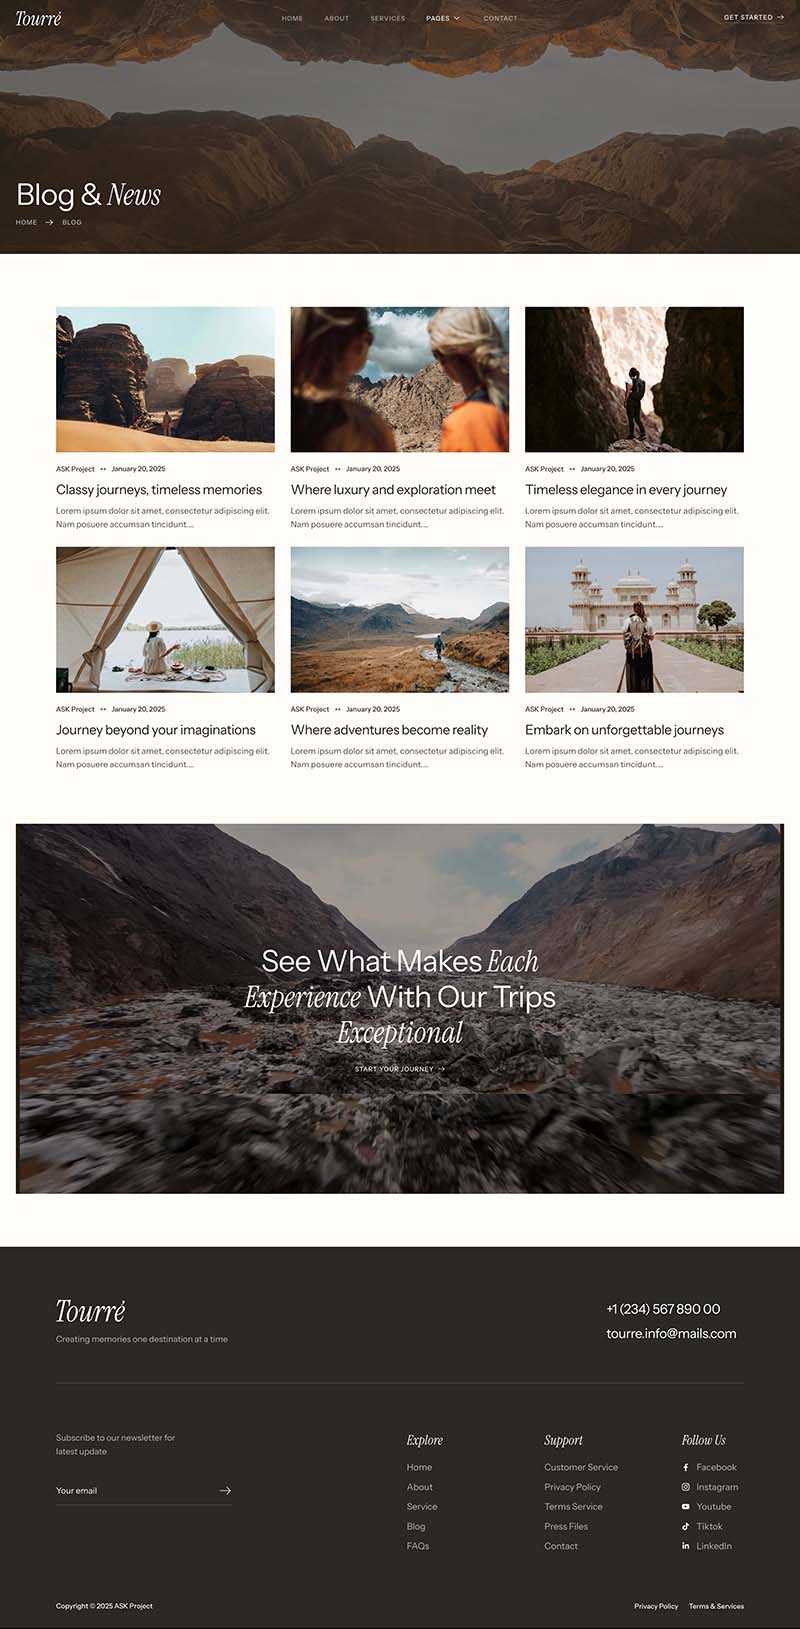 Tourré
HOME ABOUT SERVICES PAGES CONTACT
GET STARTED
Blog & News
HOME BLOG
ASK Project January 20, 2025
Classy journeys, timeless memories
Lorem ipsum dolor sit amet, consectetur adipiscing elit.
Nam posuere accumsan tincidunt....
ASK Project January 20, 2025
Where luxury and exploration meet
Lorem ipsum dolor sit amet, consectetur adipiscing elit.
Nam posuere accumsan tincidunt....
ASK Project January 20, 2025
Timeless elegance in every journey
Lorem ipsum dolor sit amet, consectetur adipiscing elit.
Nam posuere accumsan tincidunt....
ASK Project January 20, 2025
Journey beyond your imaginations
Lorem ipsum dolor sit amet, consectetur adipiscing elit.
Nam posuere accumsan tincidunt....
ASK Project January 20, 2025
Where adventures become reality
Lorem ipsum dolor sit amet, consectetur adipiscing elit.
Nam posuere accumsan tincidunt....
ASK Project January 20, 2025
Embark on unforgettable journeys
Lorem ipsum dolor sit amet, consectetur adipiscing elit.
Nam posuere accumsan tincidunt....
See What Makes Each
Experience With Our Trips
Exceptional
START YOUR JOURNEY
Tourré
Creating memories one destination at a time
+1 (234) 567 890 00
tourre.info@mails.com
Subscribe to our newsletter for
latest update
Your email
Explore
Home
About
Service
Blog
FAQs
Support
Customer Service
Privacy Policy
Terms Service
Press Files
Contact
Follow Us
Facebook
Instagram
Youtube
Tiktok
LinkedIn
Copyright © 2025 ASK Project
Privacy Policy Terms & Services